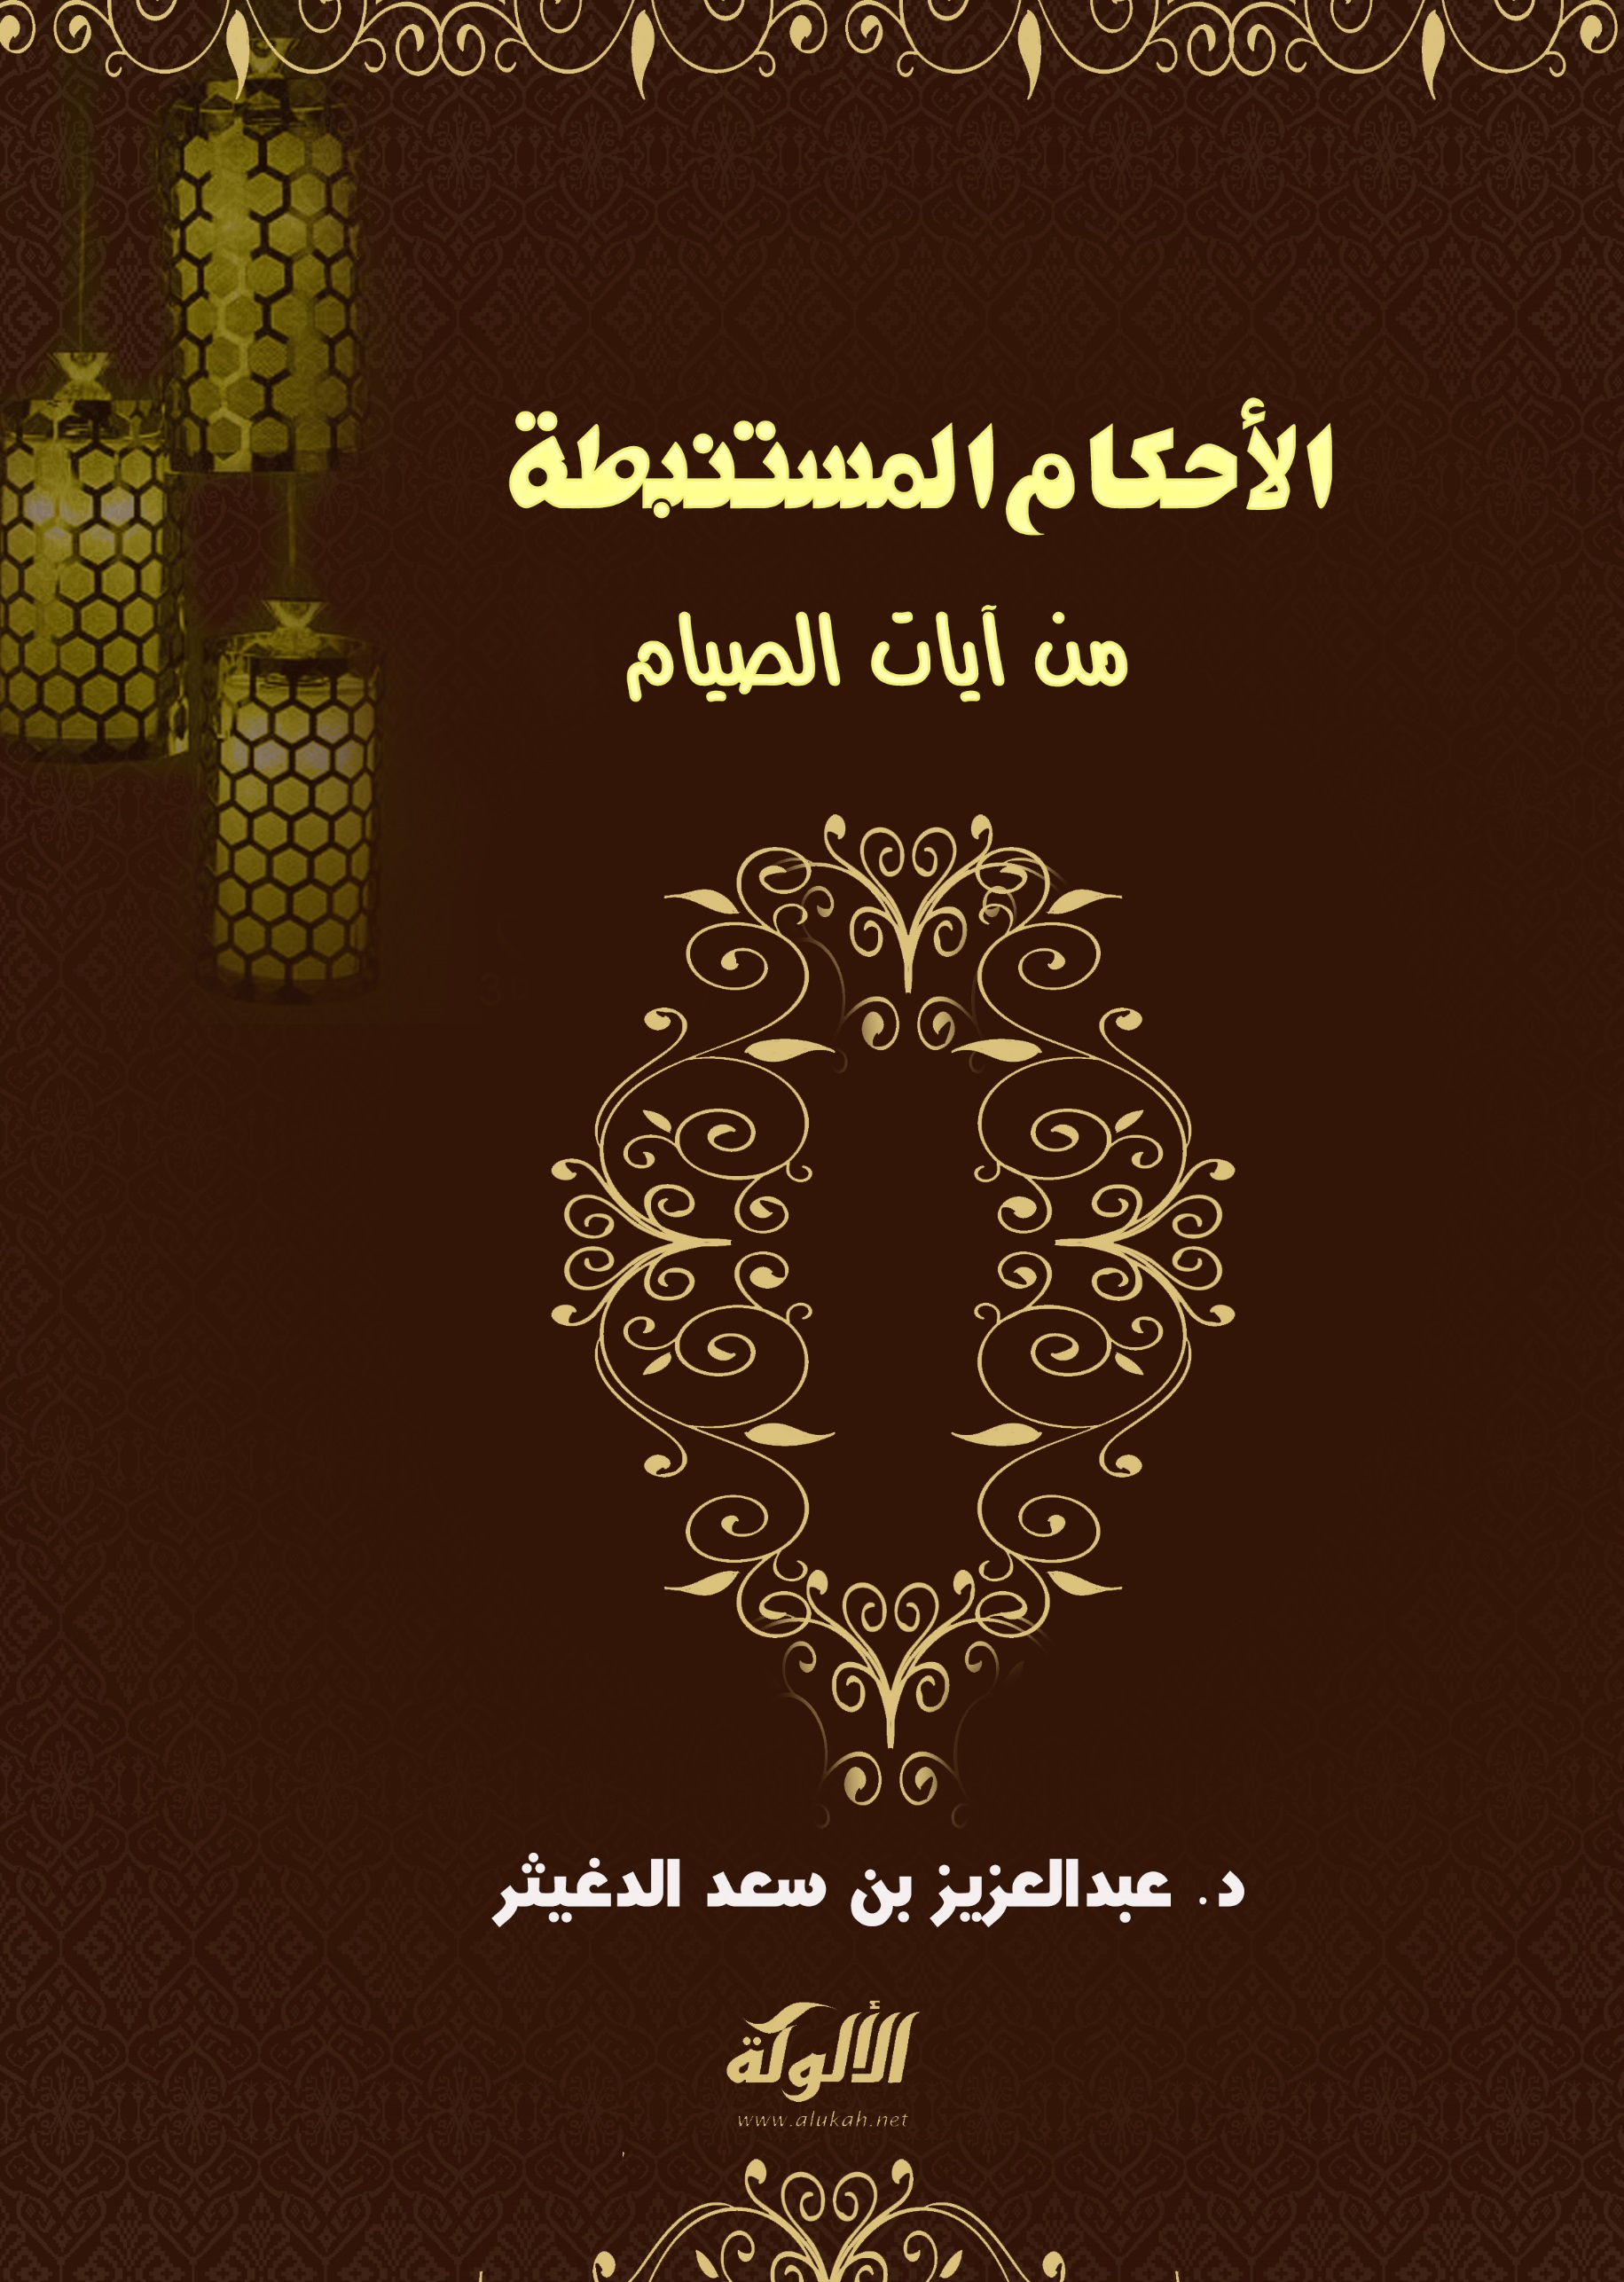 الأحكام المستنبطة
من آيات الصيام
د. عبدالعزيز بن سعد الدغيثر
الألوكة
www.alukah.net